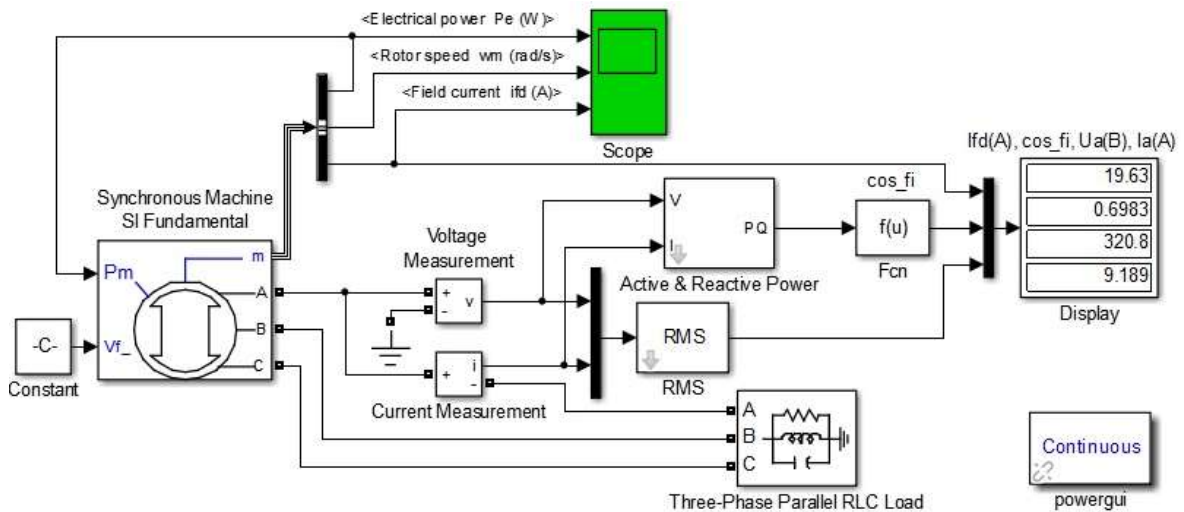 <Electrical power Pe (W)>
<Rotor speed wm (rad/s)>
<Field current ifd (A)>
Scope
Ifd(A), cos_fi, Ua(B), Ia(A)
19.63
0.6983
320.8
9.189
Display
Synchronous Machine
SI Fundamental
m
Pm
A
B
C
Vf_
-C-
Constant
Voltage
Measurement
+
-
v
V
I
PQ
Active & Reactive Power
cos_fi
f(u)
Fcn
+
i
-
Current Measurement
RMS
RMS
A
B
C
Three-Phase Parallel RLC Load
Continuous
powergui